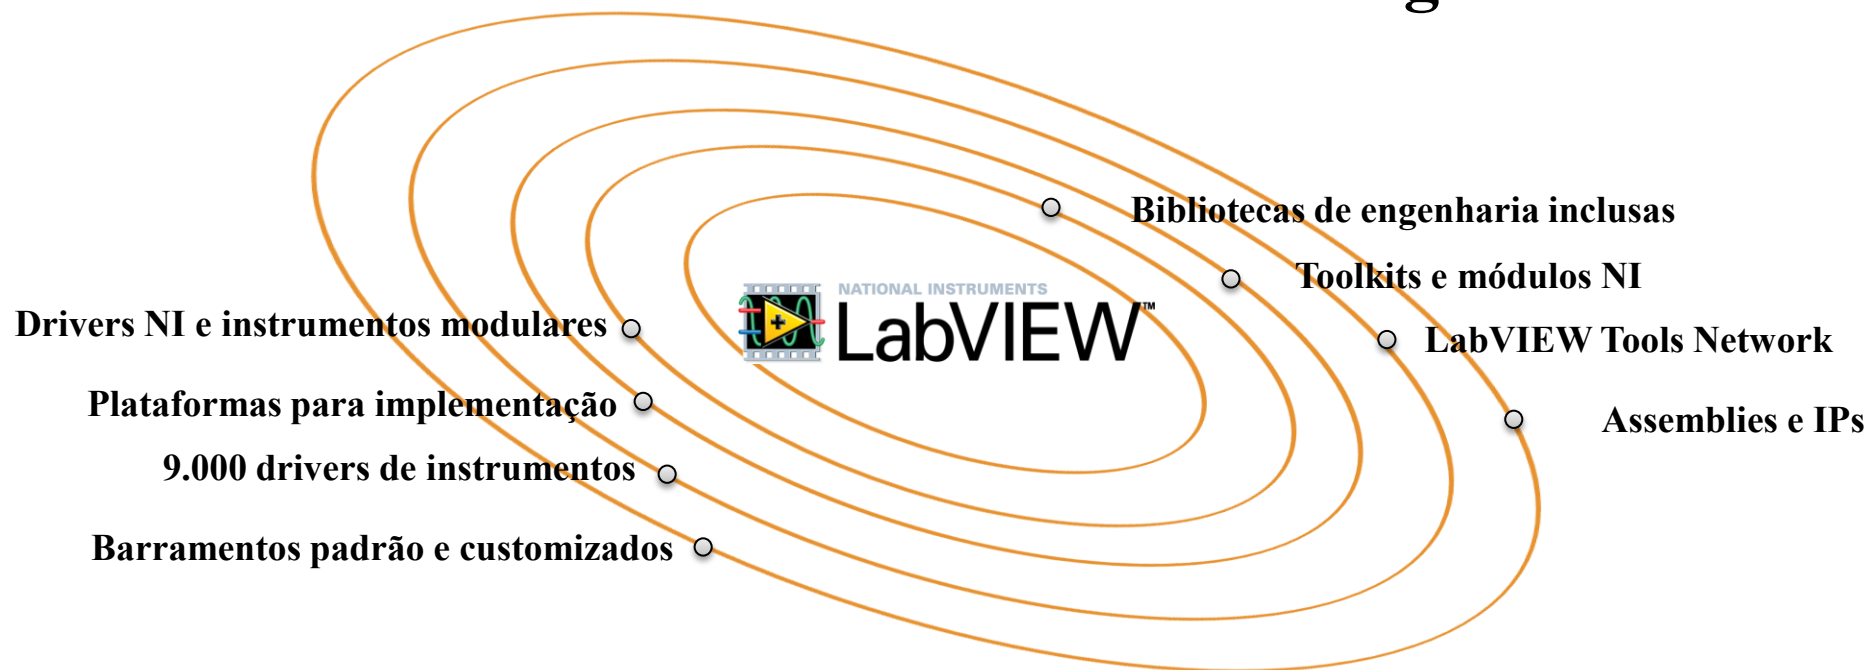 Bibliotecas de engenharia inclusas
Toolkits e módulos NI
NATIONAL INSTRUMENTS
LabVIEW™
Drivers NI e instrumentos modulares
LabVIEW Tools Network
Plataformas para implementação
Assemblies e IPs
9.000 drivers de instrumentos
Barramentos padrão e customizados